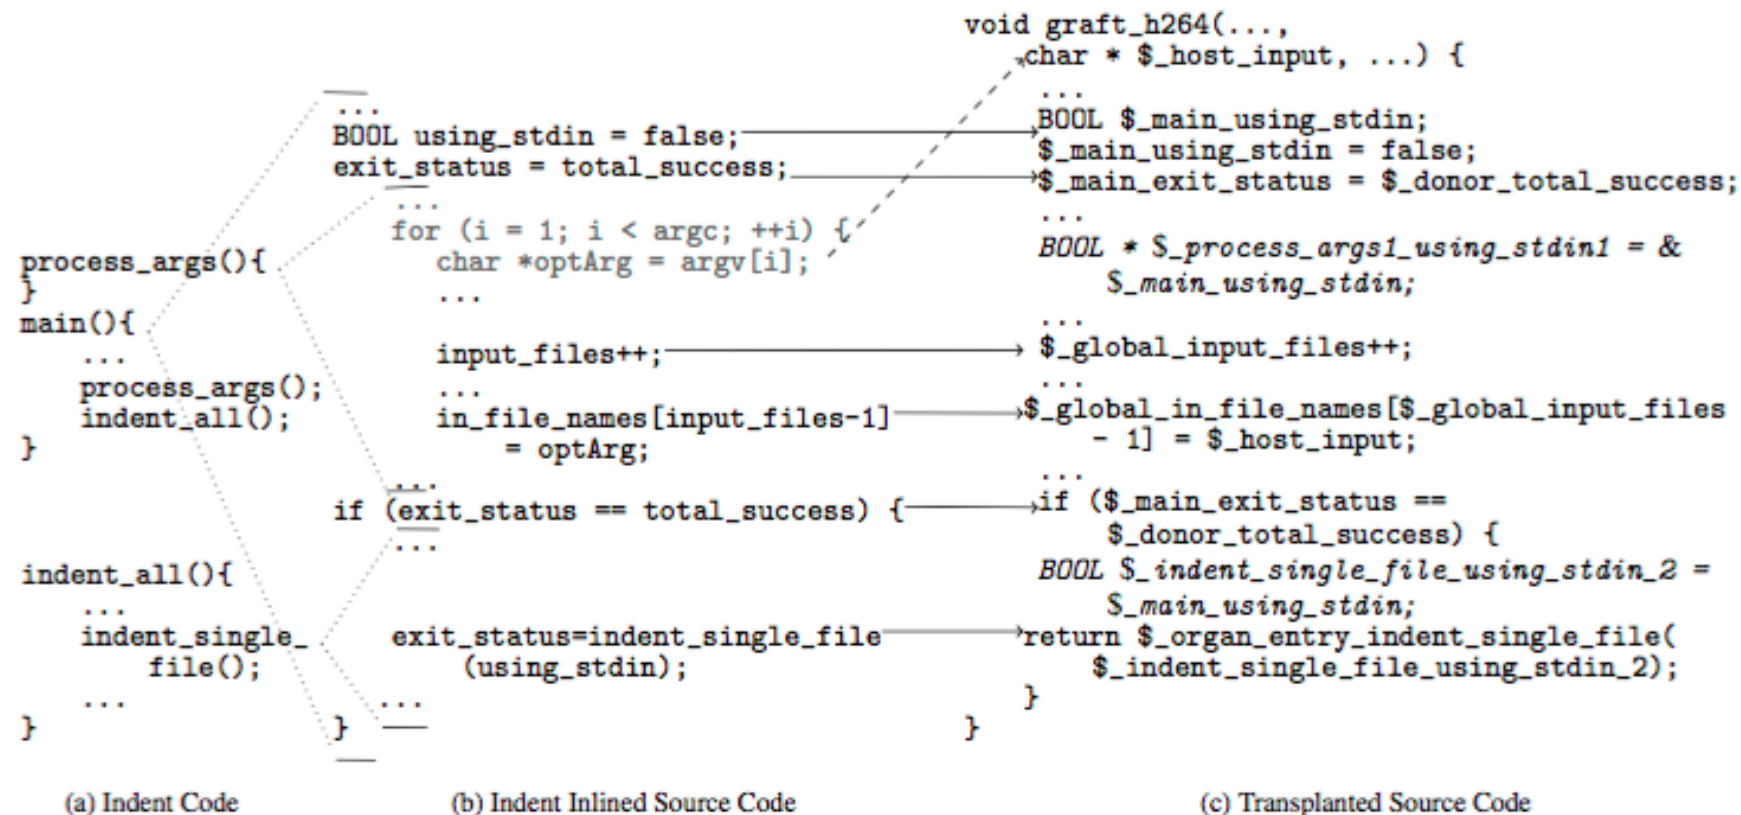 process_args(){
}
main(){
...
process_args();
indent_all();
}
indent_all(){
...
indent_single_
file();
...
}
(a) Indent Code
...
BOOL using_stdin = false;
exit_status = total_success;
...
for (i = 1; i < argc; ++i) {
char *optArg = argv[i];
...
input_files++;
...
in_file_names[input_files-1]
= optArg;
...
if (exit_status == total_success) {
...
exit_status=indent_single_file
(using_stdin);
...
}
(b) Indent Inlined Source Code
void graft_h264(...,
char * $_host_input, ...) {
...
BOOL $_main_using_stdin;
$_main_using_stdin = false;
$_main_exit_status = $_donor_total_success;
...
BOOL * $_process_args1_using_stdin1 = &
$_main_using_stdin;
...
$_global_input_files++;
...
$_global_in_file_names[$_global_input_files
- 1] = $_host_input;
...
if ($_main_exit_status ==
$_donor_total_success) {
BOOL $_indent_single_file_using_stdin_2 =
$_main_using_stdin;
return $_organ_entry_indent_single_file(
$_indent_single_file_using_stdin_2);
}
}
(c) Transplanted Source Code